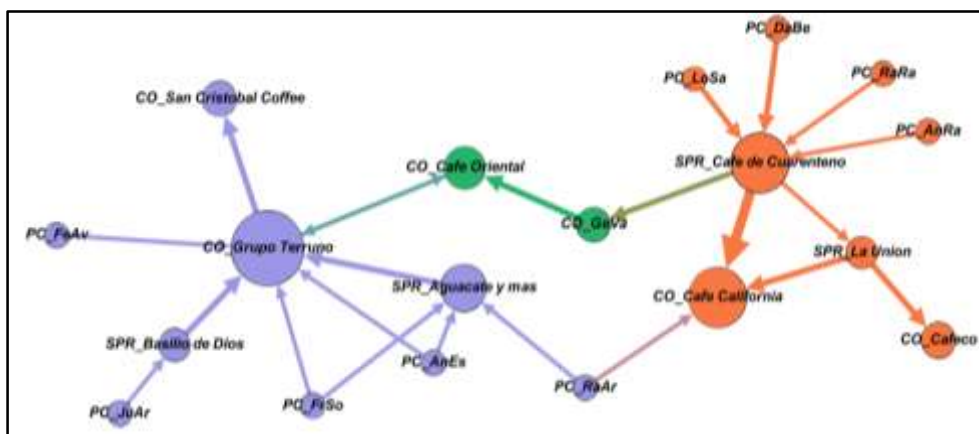 PC_DaBe
PC_LoSa
PC_RaRa
CO_San Cristobal Coffee
PC_AnRa
CO_Cafe Oriental
SPR_Cafe de Cuarenteno
PC_FeAv
CO_GeVa
CO_Grupo Terruno
SPR_La Union
SPR_Aguacate y mas
CO_Cafe California
SPR_Basilio de Dios
CO_Cafeco
PC_AnEs
PC_RaAr
PC_JuAr